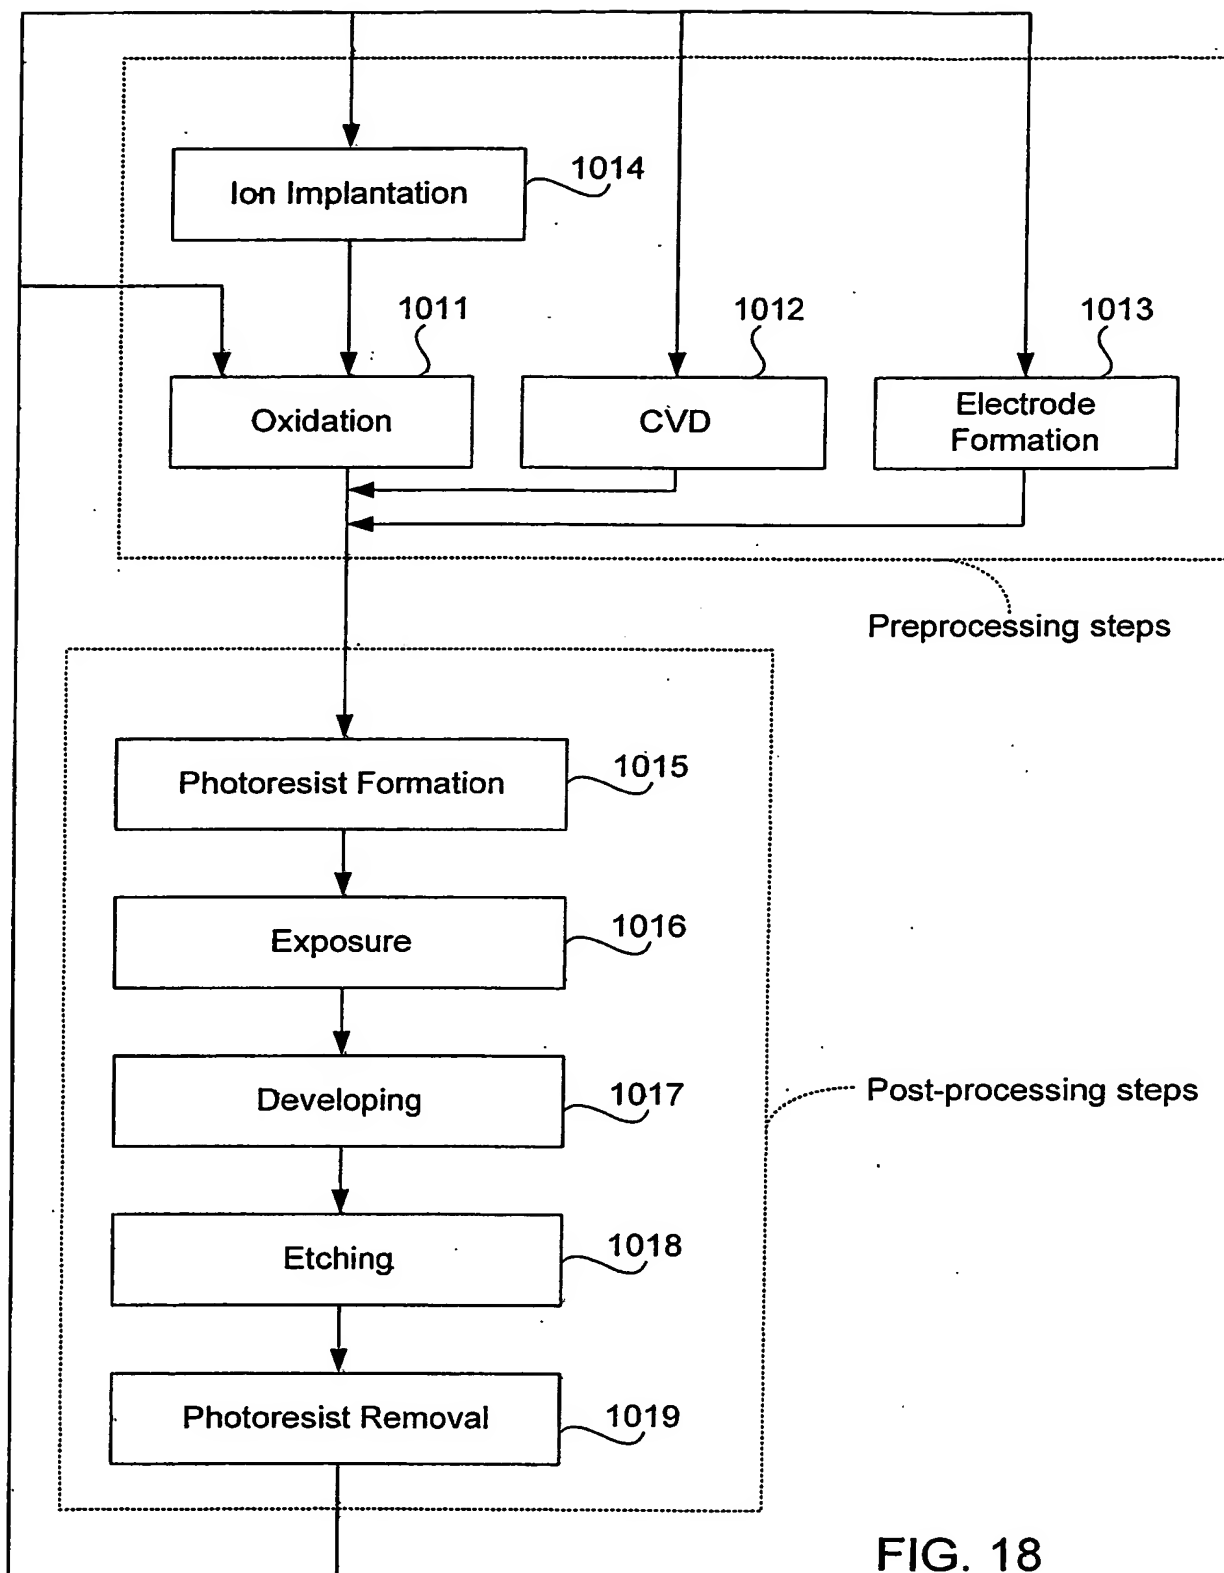 1014
Ion Implantation
1011
1012
1013
Oxidation
CVD
Electrode
Formation
Preprocessing steps
1015
Photoresist Formation
1016
Exposure
1017
Developing
Post-processing steps
1018
Etching
1019
Photoresist Removal
FIG. 18